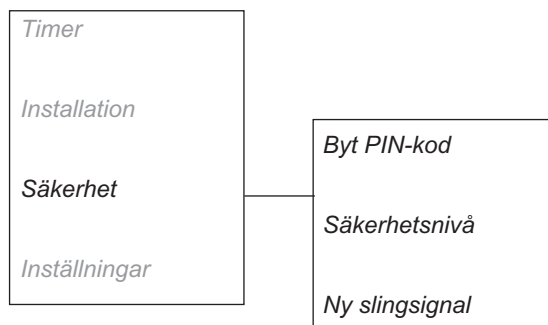 Timer
Installation
Säkerhet
Inställningar
Byt PIN-kod
Säkerhetsnivå
Ny slingsignal